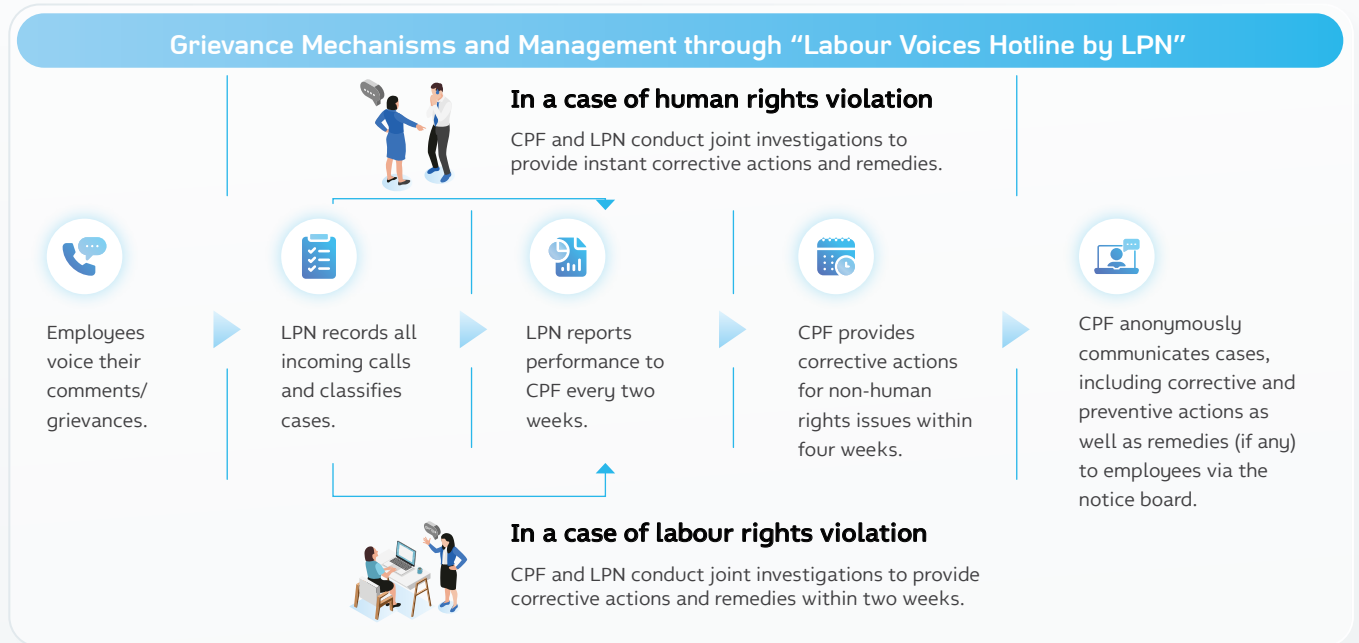 Grievance Mechanisms and Management through “Labour Voices Hotline by LPN”
In a case of human rights violation
CPF and LPN conduct joint investigations to
provide instant corrective actions and remedies.
Employees
voice their
comments/
grievances.
LPN records all
incoming calls
and classifies
cases.
LPN reports
performance to
CPF every two
weeks.
CPF provides
corrective actions
for non-human
rights issues within
four weeks.
CPF anonymously
communicates cases,
including corrective and
preventive actions as
well as remedies (if any)
to employees via the
notice board.
In a case of labour rights violation
CPF and LPN conduct joint investigations to provide
corrective actions and remedies within two weeks.